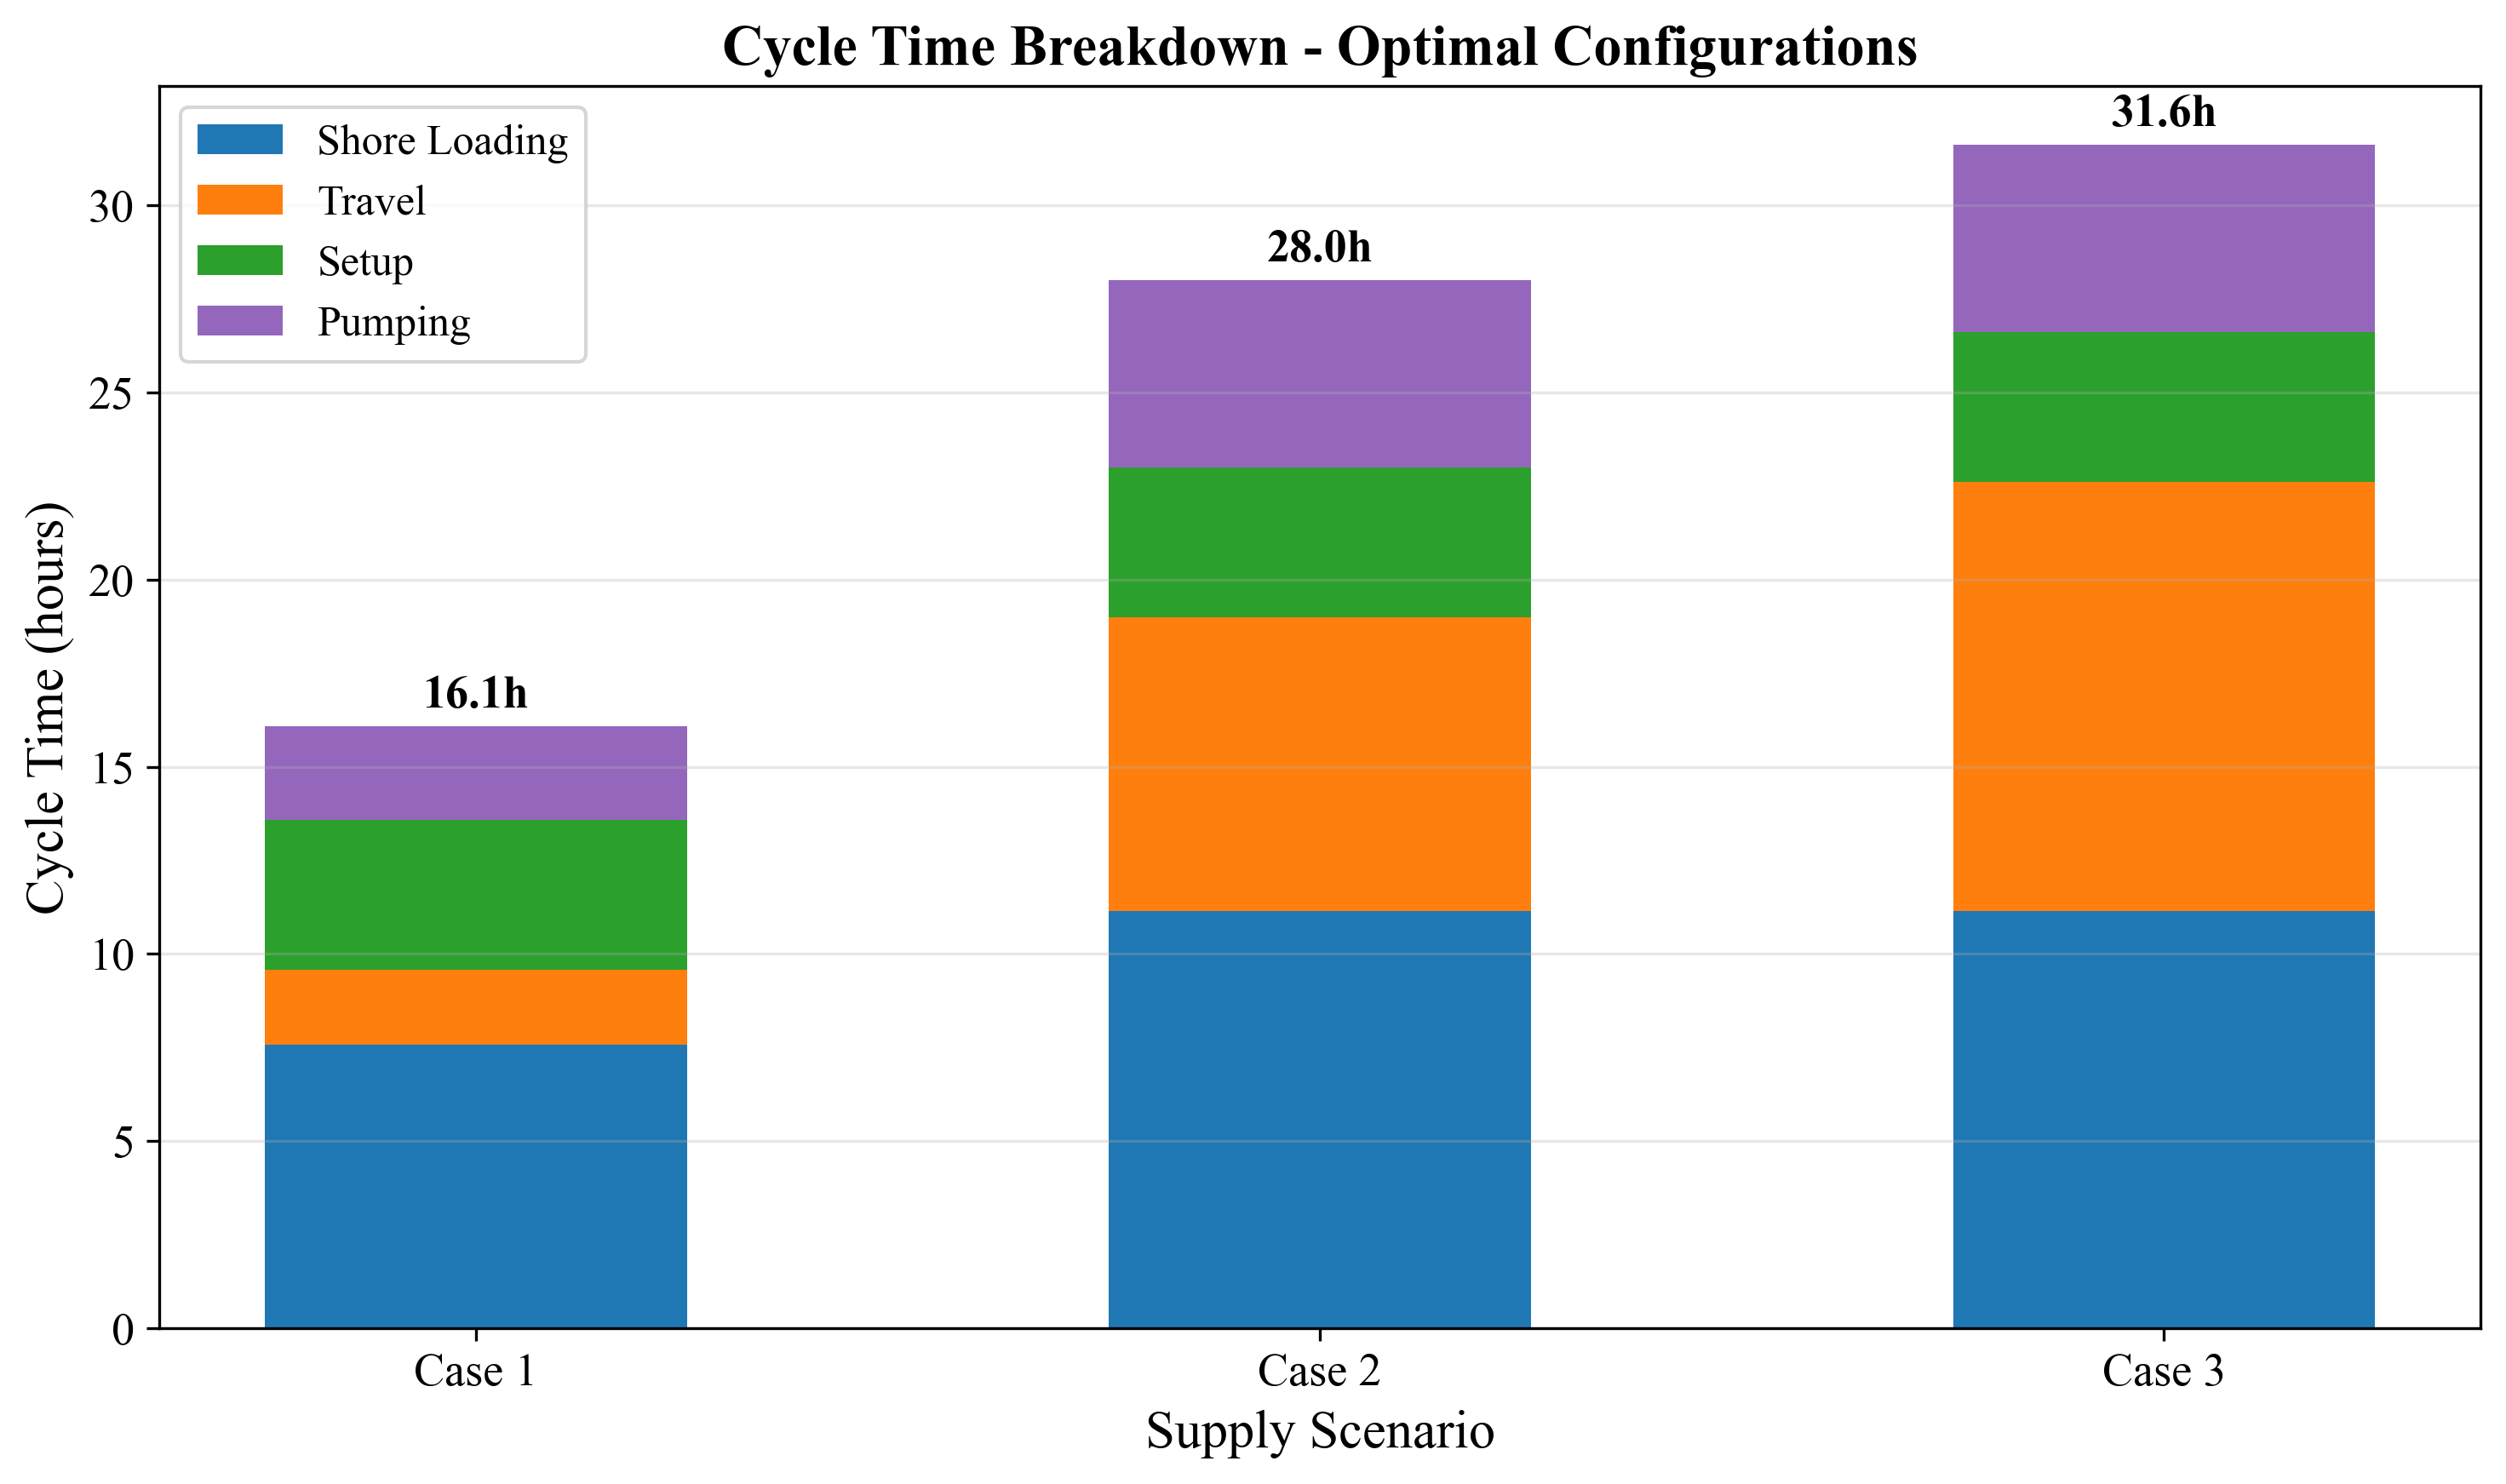 Cycle Time Breakdown - Optimal Configurations
Shore Loading
Travel
Setup
Pumping
16.1h
28.0h
31.6h
Cycle Time (hours)
30
25
20
15
10
5
0
Case 1
Case 2
Case 3
Supply Scenario